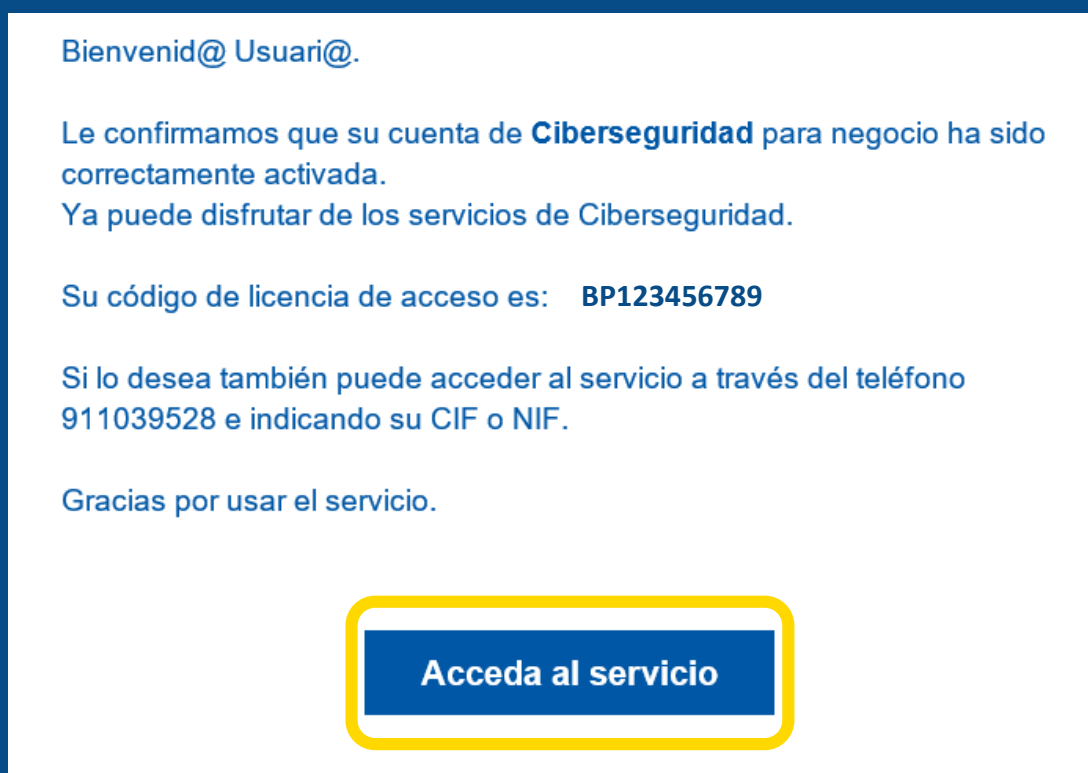 Bienvenid@ Usuari@.
Le confirmamos que su cuenta de Ciberseguridad para negocio ha sido
correctamente activada.
Ya puede disfrutar de los servicios de Ciberseguridad.
Su código de licencia de acceso es: BP123456789
Si lo desea también puede acceder al servicio a través del teléfono
911039528 e indicando su CIF o NIF.
Gracias por usar el servicio.
Acceda al servicio